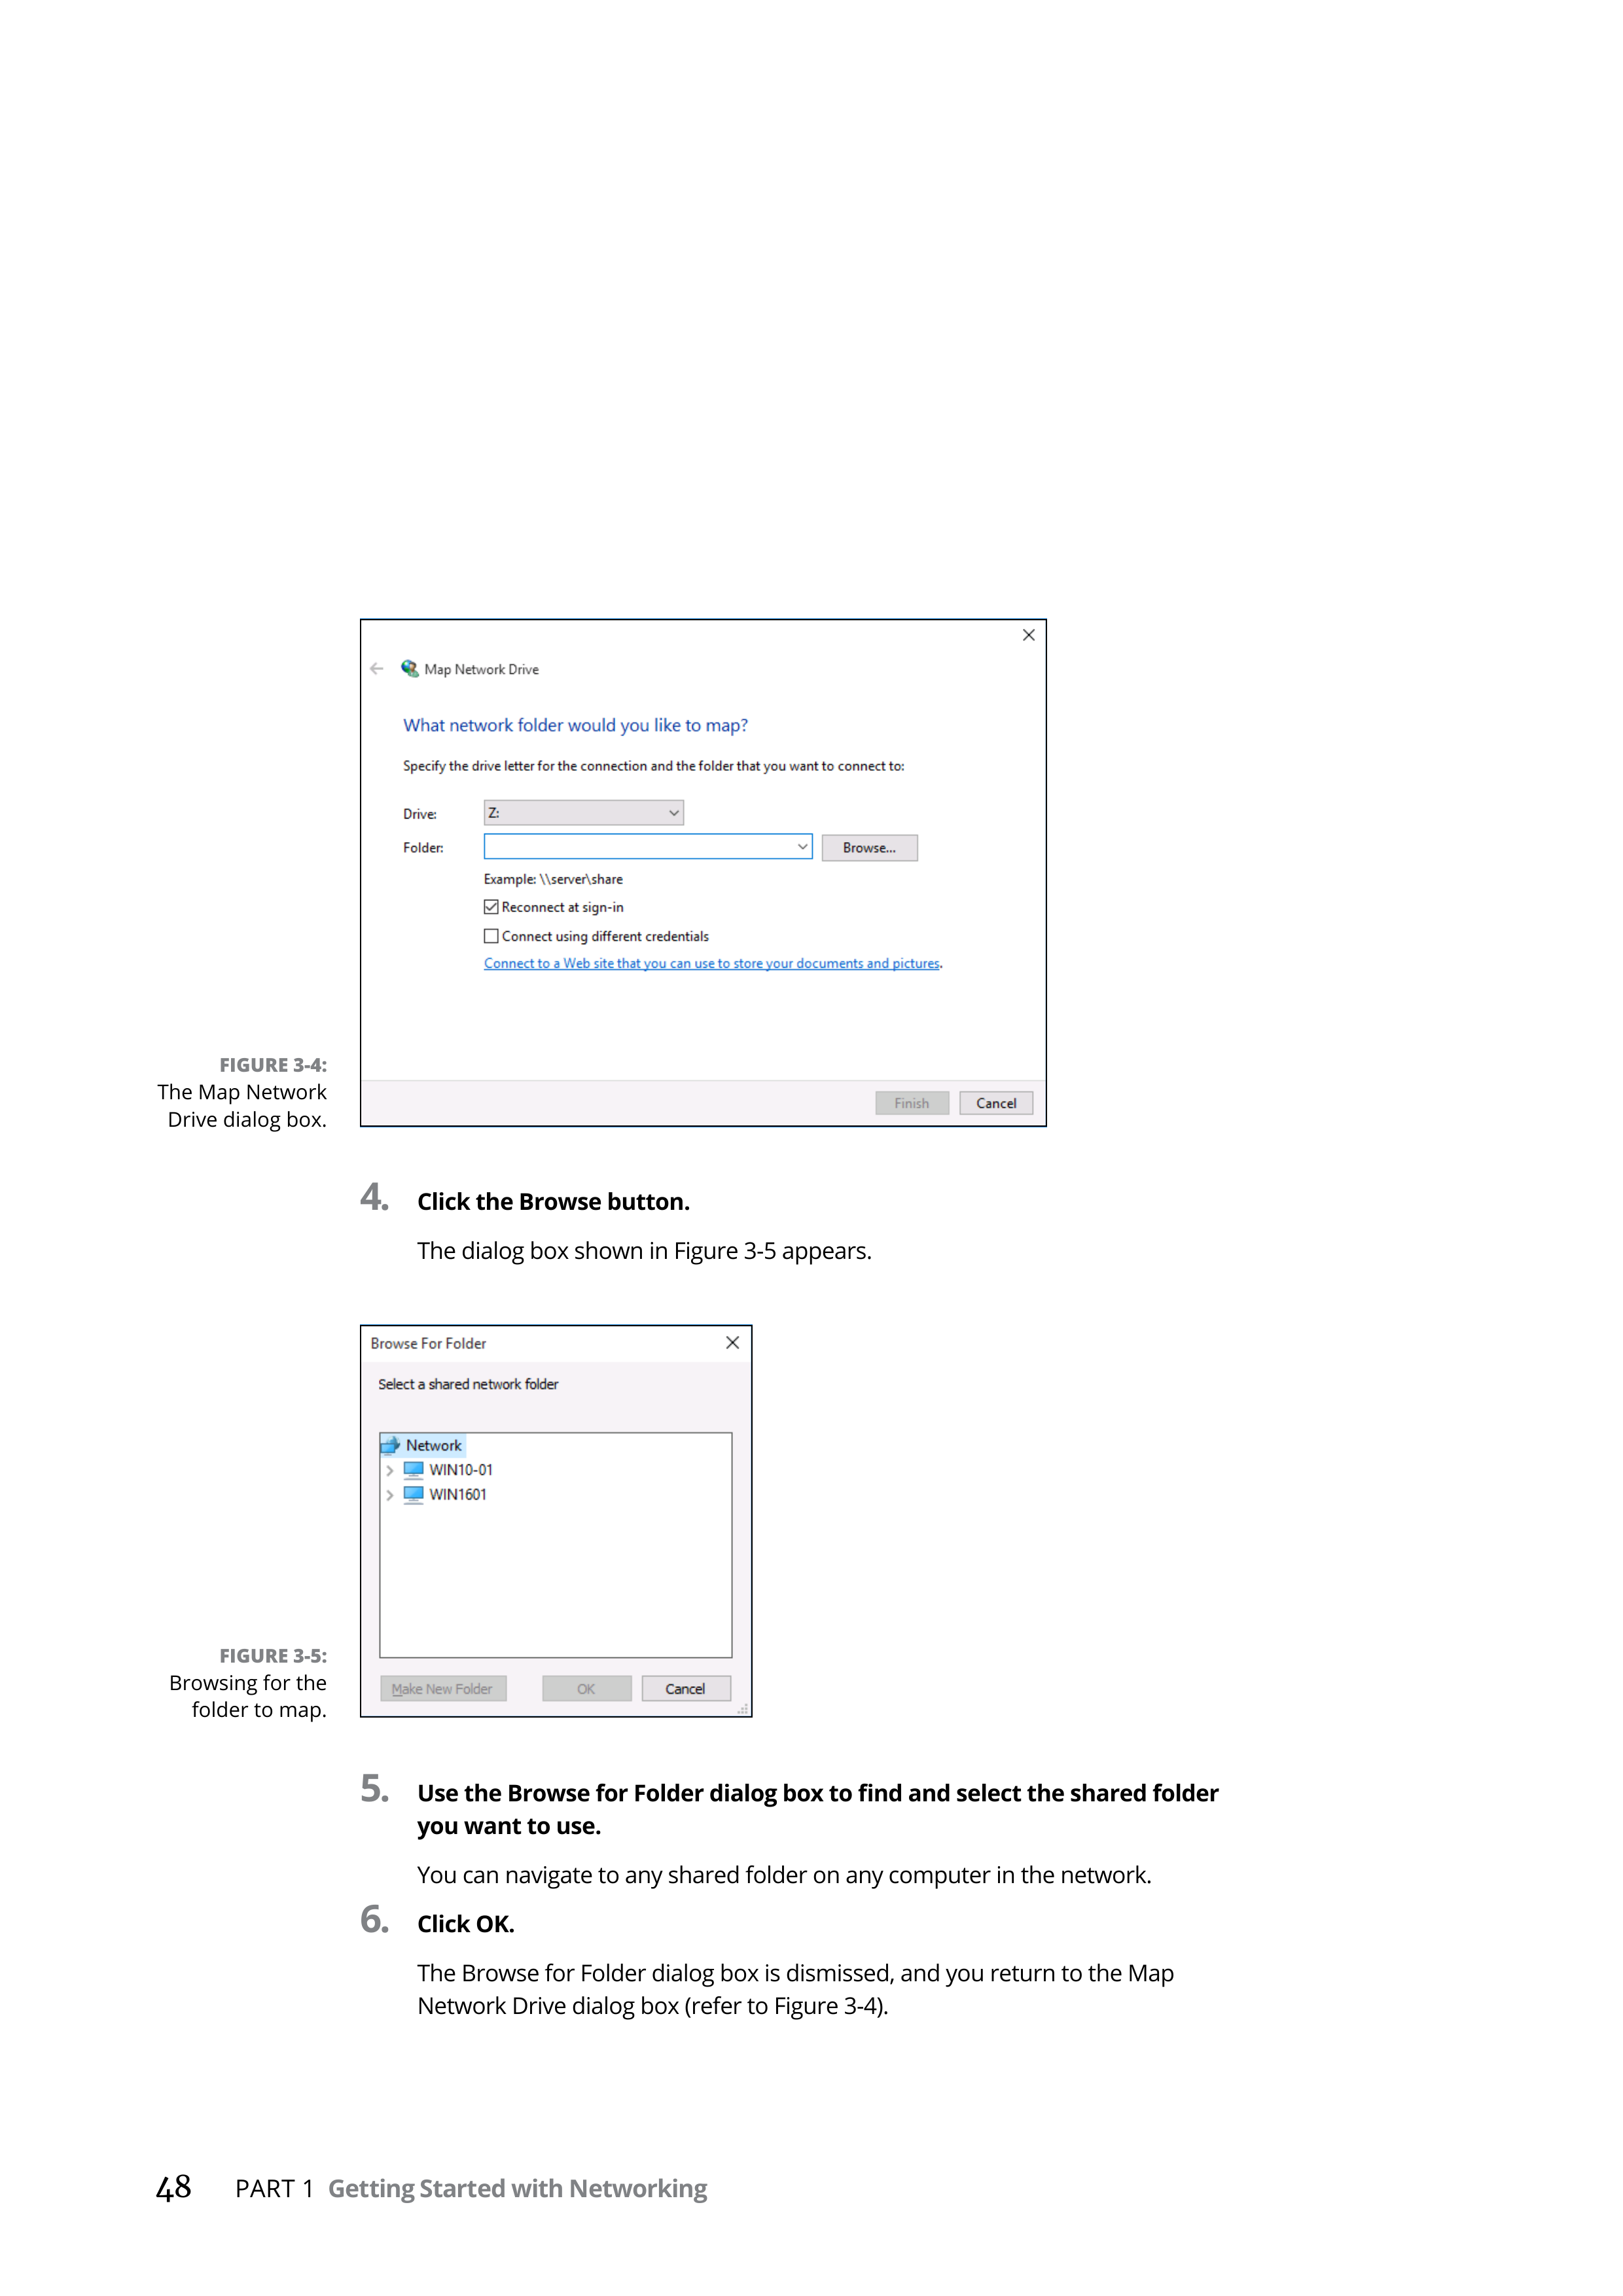 Map Network Drive
What network folder would you like to map?
Specify the drive letter for the connection and the folder that you want to connect to:
Drive: Z:
Folder: Browse...
Example: \\server\share
Reconnect at sign-in
Connect using different credentials
Connect to a Web site that you can use to store your documents and pictures.
Finish Cancel
FIGURE 3-4:
The Map Network
Drive dialog box.
4. Click the Browse button.
The dialog box shown in Figure 3-5 appears.
Browse For Folder
Select a shared network folder
Network
WIN10-01
WIN1601
Make New Folder OK Cancel
FIGURE 3-5:
Browsing for the
folder to map.
5. Use the Browse for Folder dialog box to find and select the shared folder
you want to use.
You can navigate to any shared folder on any computer in the network.
6. Click OK.
The Browse for Folder dialog box is dismissed, and you return to the Map
Network Drive dialog box (refer to Figure 3-4).
48 PART 1 Getting Started with Networking